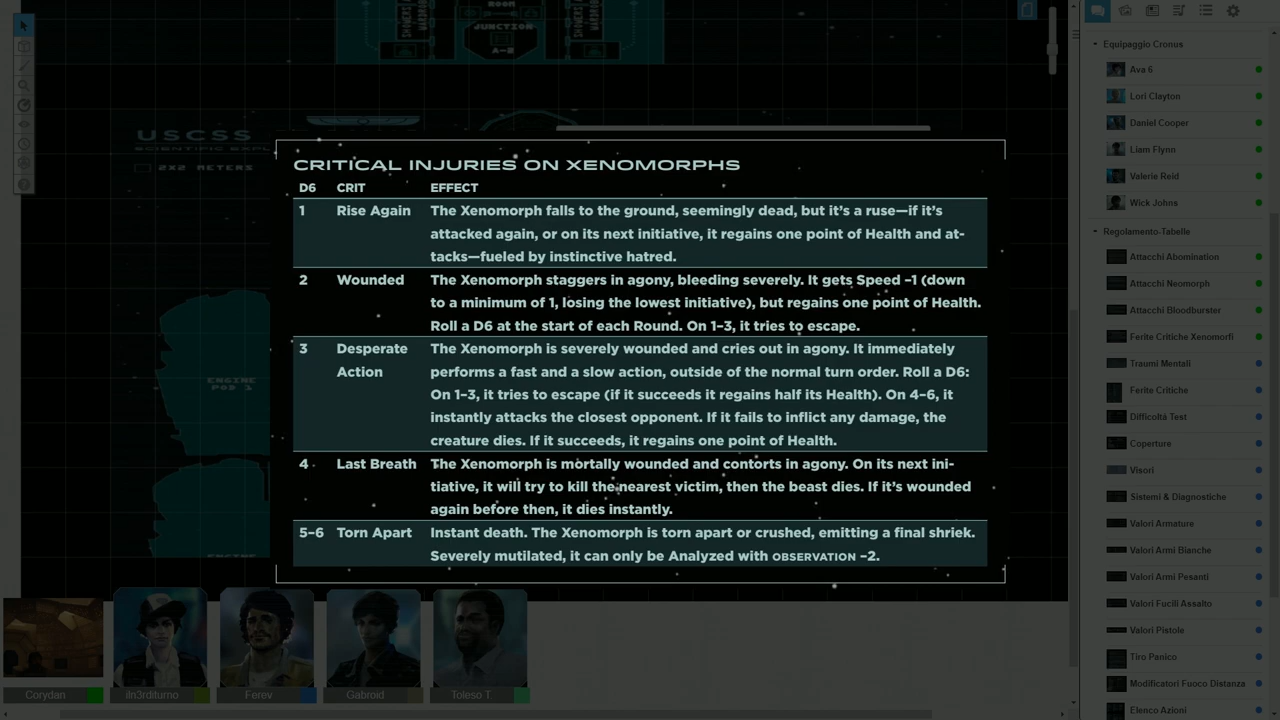 SHOWERS
WARDROBE
ROOM
JUNCTION
A-2
USCSS
2X2 METERS
ENGINE
POD 1
ENGINE
CRITICAL INJURIES ON XENOMORPHS
D6 CRIT EFFECT
1 Rise Again The Xenomorph falls to the ground, seemingly dead, but it's a ruse—if it's
attacked again, or on its next initiative, it regains one point of Health and at-
tacks—fueled by instinctive hatred.
2 Wounded The Xenomorph staggers in agony, bleeding severely. It gets Speed –1 (down
to a minimum of 1, losing the lowest initiative), but regains one point of Health.
Roll a D6 at the start of each Round. On 1–3, it tries to escape.
3 Desperate The Xenomorph is severely wounded and cries out in agony. It immediately
Action performs a fast and a slow action, outside of the normal turn order. Roll a D6:
On 1–3, it tries to escape (if it succeeds it regains half its Health). On 4–6, it
instantly attacks the closest opponent. If it fails to inflict any damage, the
creature dies. If it succeeds, it regains one point of Health.
4 Last Breath The Xenomorph is mortally wounded and contorts in agony. On its next ini-
tiative, it will try to kill the nearest victim, then the beast dies. If it's wounded
again before then, it dies instantly.
5–6 Torn Apart Instant death. The Xenomorph is torn apart or crushed, emitting a final shriek.
Severely mutilated, it can only be Analyzed with OBSERVATION –2.
Corydan
iln3rditurno
Ferev
Gabroid
Toleso T.
Equipaggio Cronus
Ava 6
Lori Clayton
Daniel Cooper
Liam Flynn
Valerie Reid
Wick Johns
Regolamento-Tabelle
Attacchi Abomination
Attacchi Neomorph
Attacchi Bloodburster
Ferite Critiche Xenomorfi
Traumi Mentali
Ferite Critiche
Difficoltá Test
Coperture
Visori
Sistemi & Diagnostiche
Valori Armature
Valori Armi Bianche
Valori Armi Pesanti
Valori Fucili Assalto
Valori Pistole
Tiro Panico
Modificatori Fuoco Distanza
Elenco Azioni